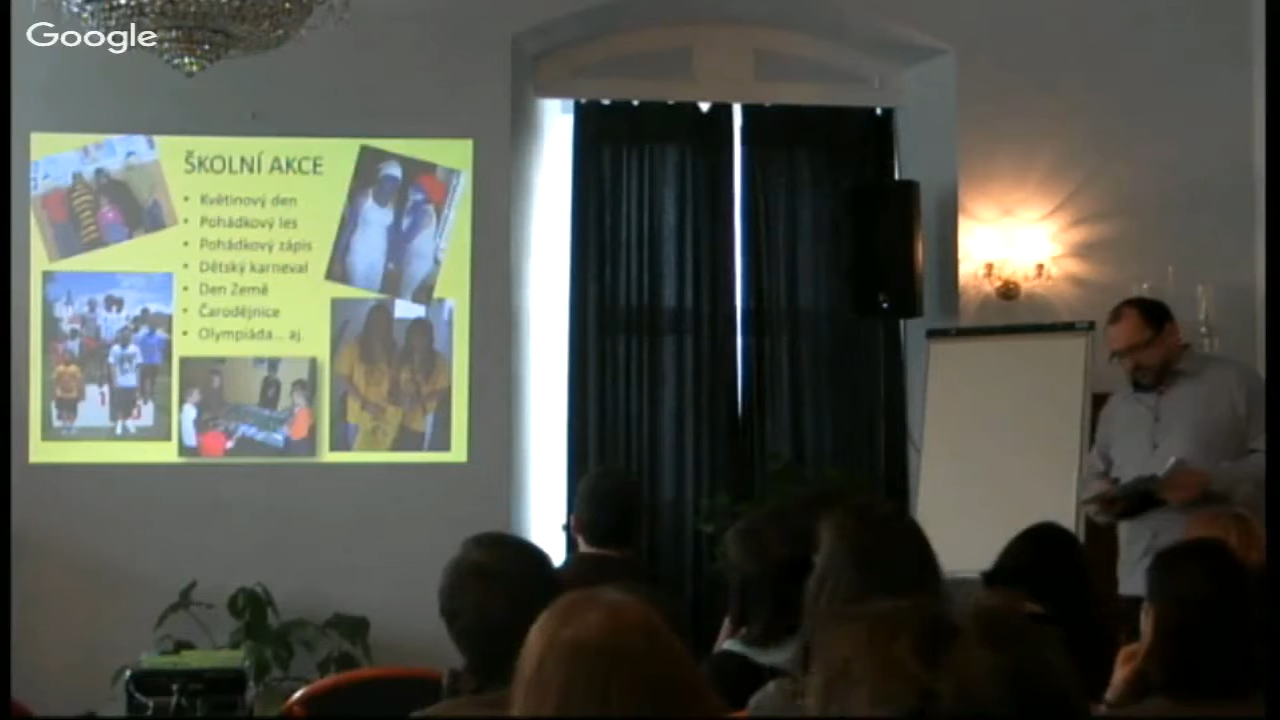 Google
ŠKOLNÍ AKCE
• Květinový den
• Pohádkový les
• Pohádkový zápis
• Dětský karneval
• Den Země
• Čarodějnice
• Olympiáda... aj.